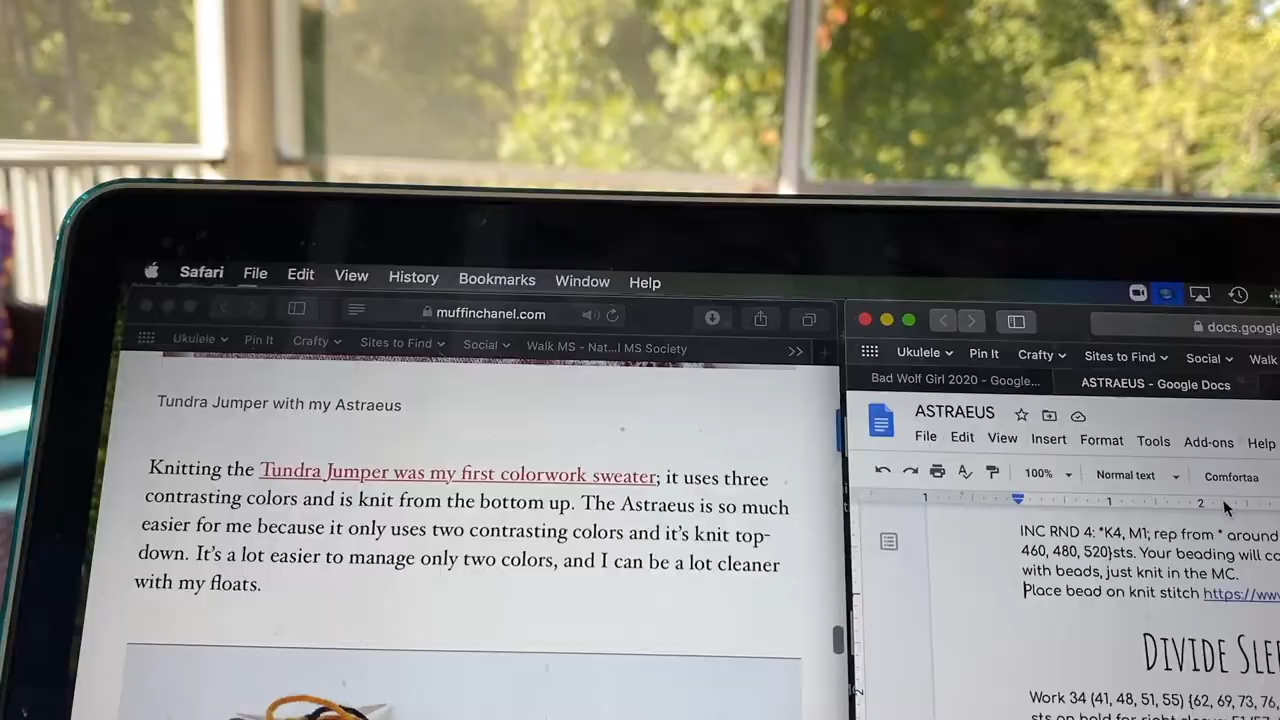 Safari File Edit View History Bookmarks Window Help
muffinchanel.com
Ukulele Pin It Crafty Sites to Find Social Walk MS - Nat...l MS Society
Tundra Jumper with my Astraeus
Knitting the Tundra Jumper was my first colorwork sweater; it uses three
contrasting colors and is knit from the bottom up. The Astraeus is so much
easier for me because it only uses two contrasting colors and it's knit top-
down. It's a lot easier to manage only two colors, and I can be a lot cleaner
with my floats.
docs.google
Ukulele Pin It Crafty Sites to Find Social Walk
Bad Wolf Girl 2020 - Google... ASTRAEUS - Google Docs
ASTRAEUS
File Edit View Insert Format Tools Add-ons Help
100% Normal text Comfortaa
1 1 2
INC RND 4: *K4, M1; rep from * around
460, 480, 520}sts. Your beading will co
with beads, just knit in the MC.
Place bead on knit stitch https://www
DIVIDE SLE
Work 34 (41, 48, 51, 55) {62, 69, 73, 76,